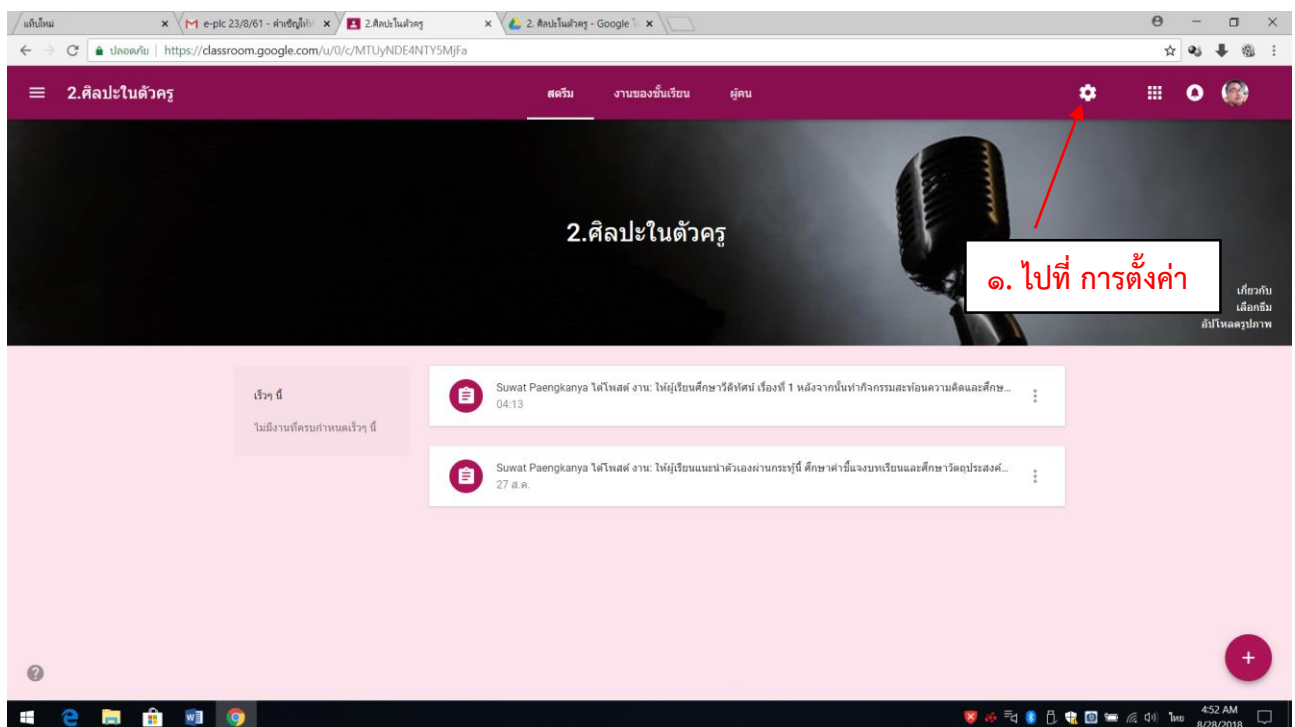 แท็บใหม่
e-plc 23/8/61 - คำเชิญให้
2.ศิลปะในตัวครู
2. ศิลปะในตัวครู - Google
ปลอดภัย
https://classroom.google.com/u/0/c/MTUyNDE4NTY5MjFa
2.ศิลปะในตัวครู
สตรีม
งานของชั้นเรียน
ผู้คน
2.ศิลปะในตัวครู
๑. ไปที่ การตั้งค่า
เกี่ยวกับ
เลือกธีม
อัปโหลดรูปภาพ
เร็วๆ นี้
ไม่มีงานที่ครบกำหนดเร็วๆ นี้
Suwat Paengkanya ได้โพสต์ งาน: ให้ผู้เรียนศึกษาวีดิทัศน์ เรื่องที่ 1 หลังจากนั้นทำกิจกรรมสะท้อนความคิดและศึกษ...
04:13
Suwat Paengkanya ได้โพสต์ งาน: ให้ผู้เรียนแนะนำตัวเองผ่านกระทู้นี้ ศึกษาคำชี้แจงบทเรียนและศึกษาวัตถุประสงค์...
27 ส.ค.
ไทย
4:52 AM
8/28/2018